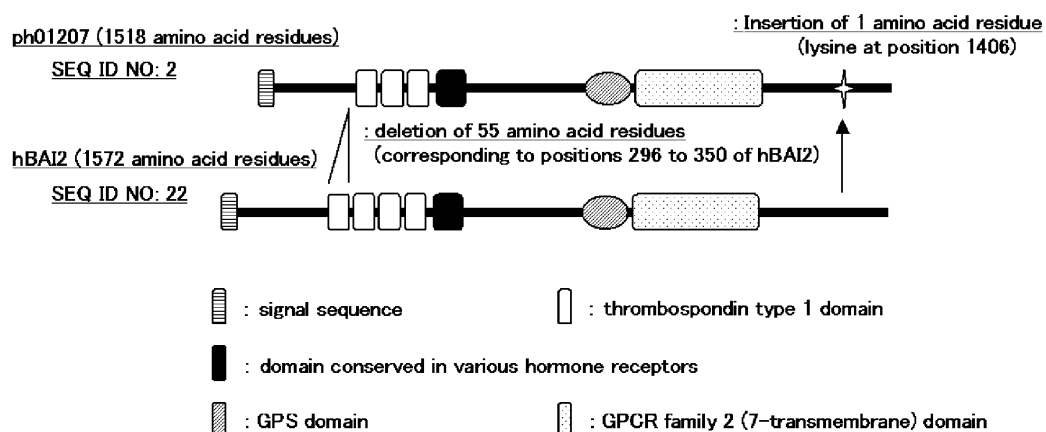 : Insertion of 1 amino acid residue
(lysine at position 1406)
ph01207 (1518 amino acid residues)
SEQ ID NO: 2
: deletion of 55 amino acid residues
(corresponding to positions 296 to 350 of hBAI2)
hBAI2 (1572 amino acid residues)
SEQ ID NO: 22
: signal sequence
: thrombospondin type 1 domain
: domain conserved in various hormone receptors
: GPS domain
: GPCR family 2 (7-transmembrane) domain